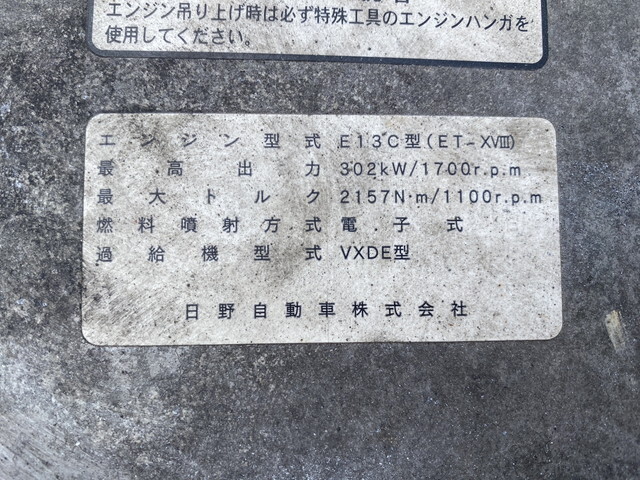 エンジン吊り上げ時は必ず特殊工具のエンジンハンガを
使用してください。
エンジン型式 E13C型(ET-XVIII)
最高出力 302kW/1700r.p.m
最大トルク 2157N·m/1100r.p.m
燃料噴射方式 電子式
過給機型式 VXDE型
日野自動車株式会社